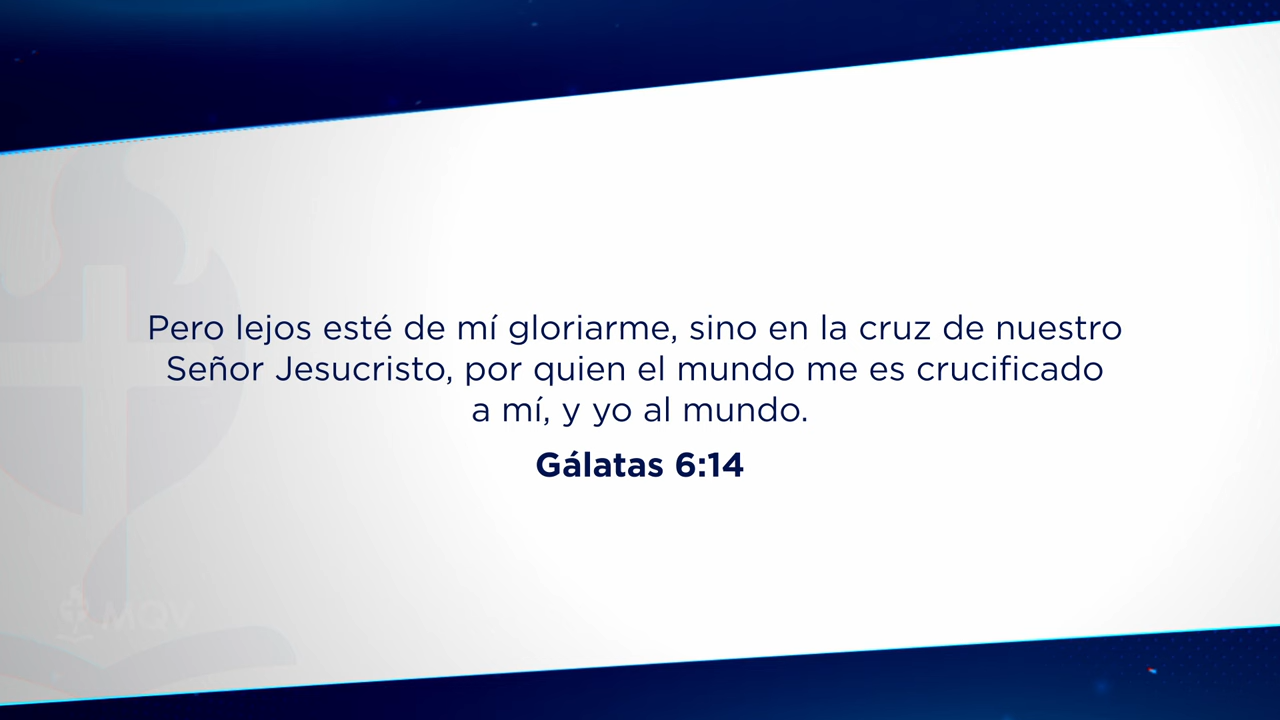 Pero lejos esté de mí gloriarme, sino en la cruz de nuestro
Señor Jesucristo, por quien el mundo me es crucificado
a mí, y yo al mundo.
Gálatas 6:14
MQV